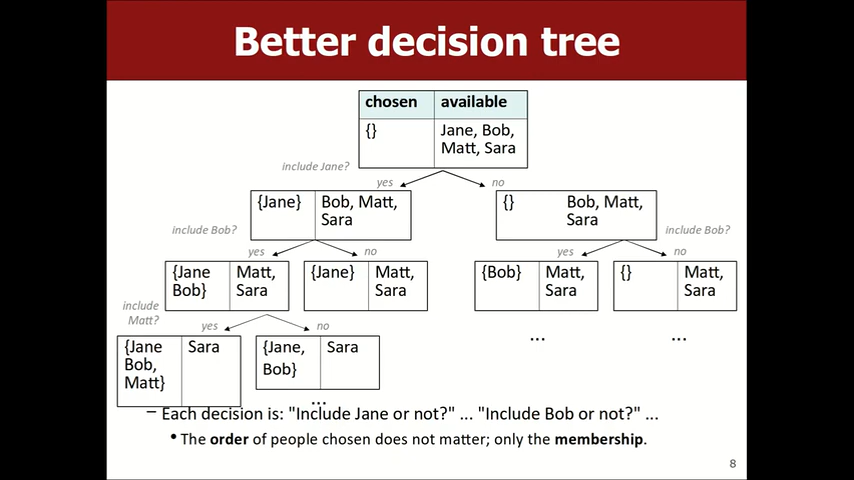 Better decision tree
chosen available
{} Jane, Bob,
Matt, Sara
include Jane?
yes no
{Jane} Bob, Matt,
Sara
{} Bob, Matt,
Sara
include Bob?
include Bob?
yes no
yes no
{Jane Matt,
Bob} Sara
{Jane} Matt,
Sara
{Bob} Matt,
Sara
{} Matt,
Sara
include
Matt?
yes no
... ...
{Jane Sara
Bob,
Matt}
{Jane, Sara
Bob}
...
– Each decision is: "Include Jane or not?" ... "Include Bob or not?" ...
• The order of people chosen does not matter; only the membership.
8